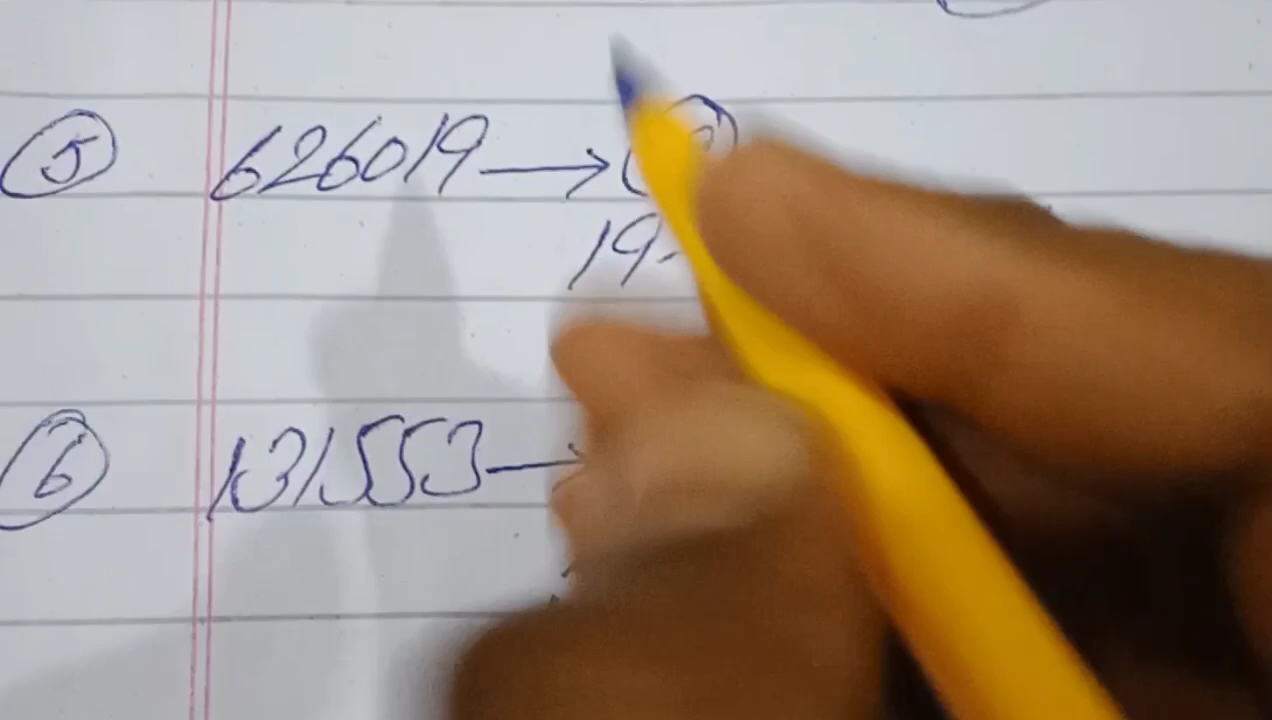 ⑤ 626019 →
19-
⑥ 131553 →